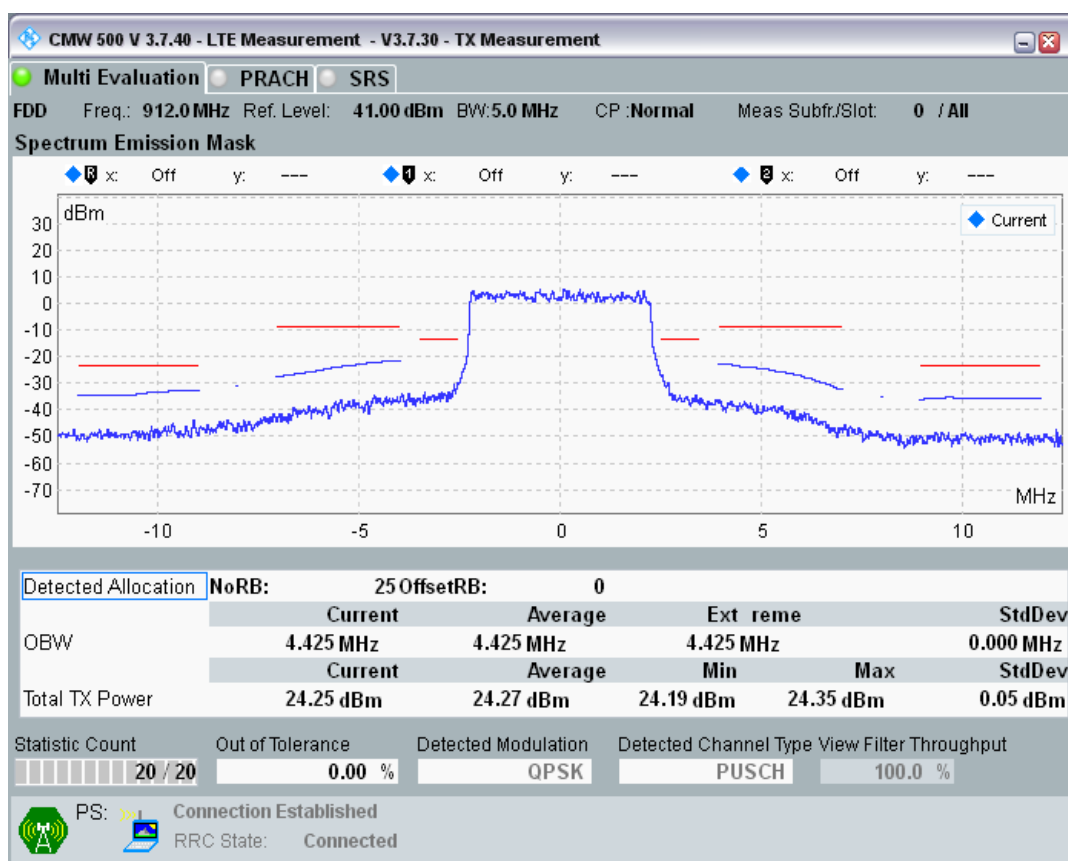 CMW 500 V 3.7.40 - LTE Measurement - V3.7.30 - TX Measurement
Multi Evaluation PRACH SRS
FDD Freq.: 912.0 MHz Ref. Level: 41.00 dBm BW: 5.0 MHz CP : Normal Meas Subfr./Slot: 0 / All
Spectrum Emission Mask
R x: Off y: --- 1 x: Off y: --- 2 x: Off y: ---
dBm
Current
30
20
10
0
-10
-20
-30
-40
-50
-60
-70
MHz
-10 -5 0 5 10
Detected Allocation NoRB: 25 OffsetRB: 0
Current Average Ext reme StdDev
OBW 4.425 MHz 4.425 MHz 4.425 MHz 0.000 MHz
Current Average Min Max StdDev
Total TX Power 24.25 dBm 24.27 dBm 24.19 dBm 24.35 dBm 0.05 dBm
Statistic Count Out of Tolerance Detected Modulation Detected Channel Type View Filter Throughput
20 / 20 0.00 % QPSK PUSCH 100.0 %
PS: Connection Established
RRC State: Connected